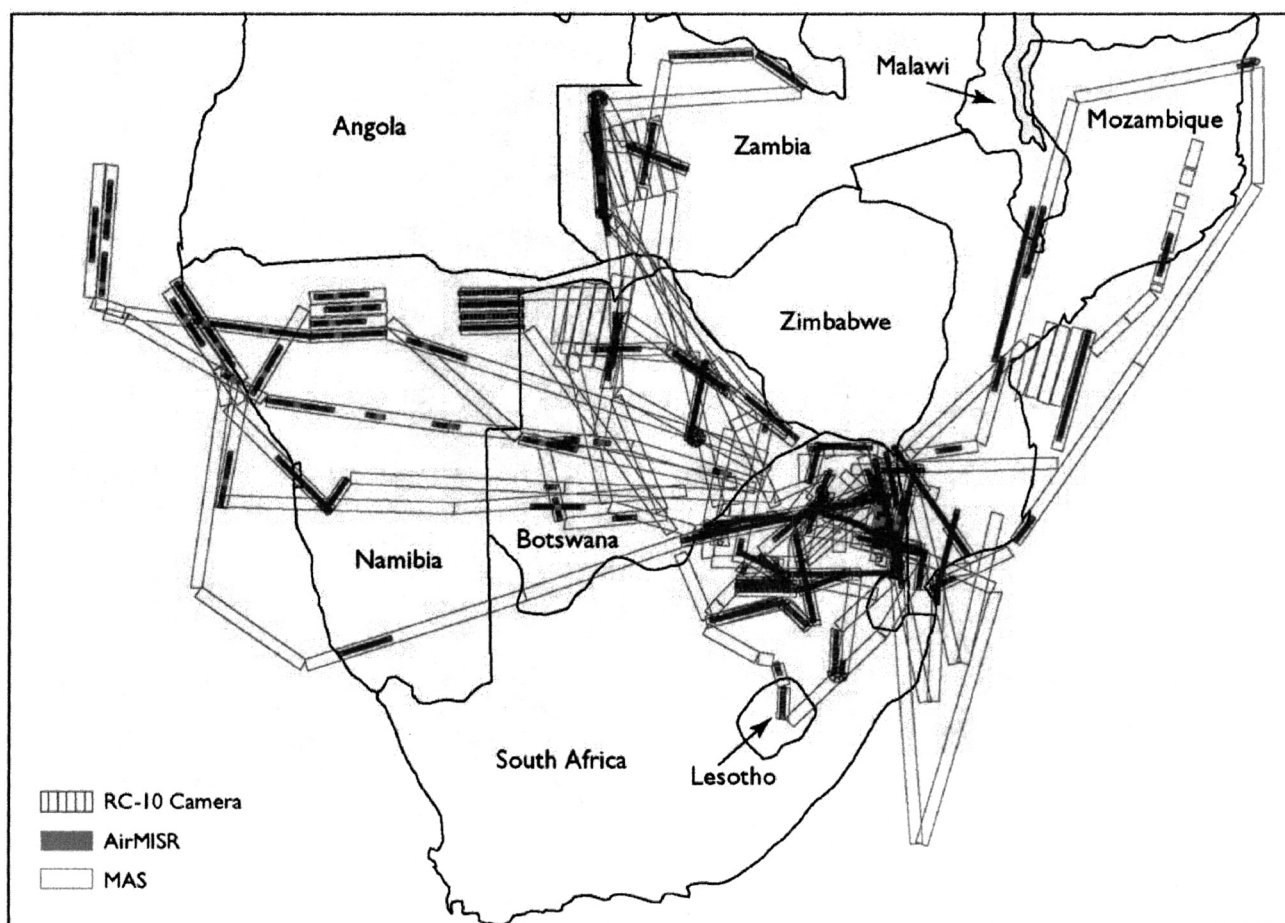 Malawi
Angola
Mozambique
Zambia
Zimbabwe
Botswana
Namibia
South Africa
Lesotho
RC-10 Camera
AirMISR
MAS